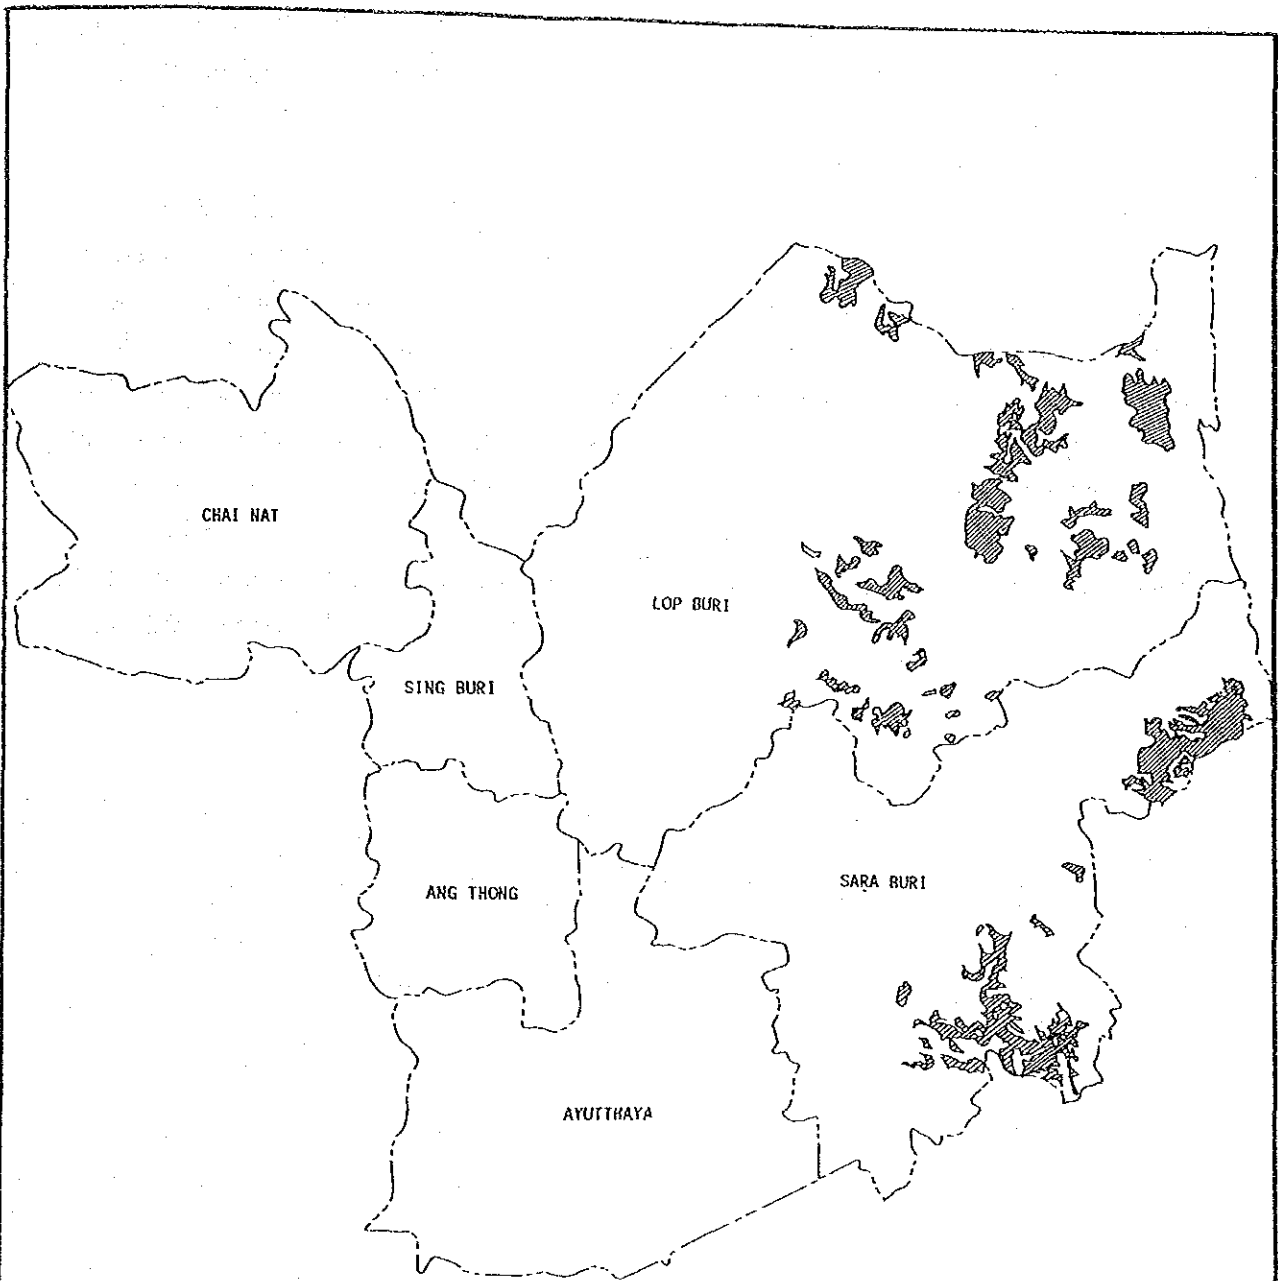 CHAI NAT
LOP BURI
SING BURI
SARA BURI
ANG THONG
AYUTTHAYA